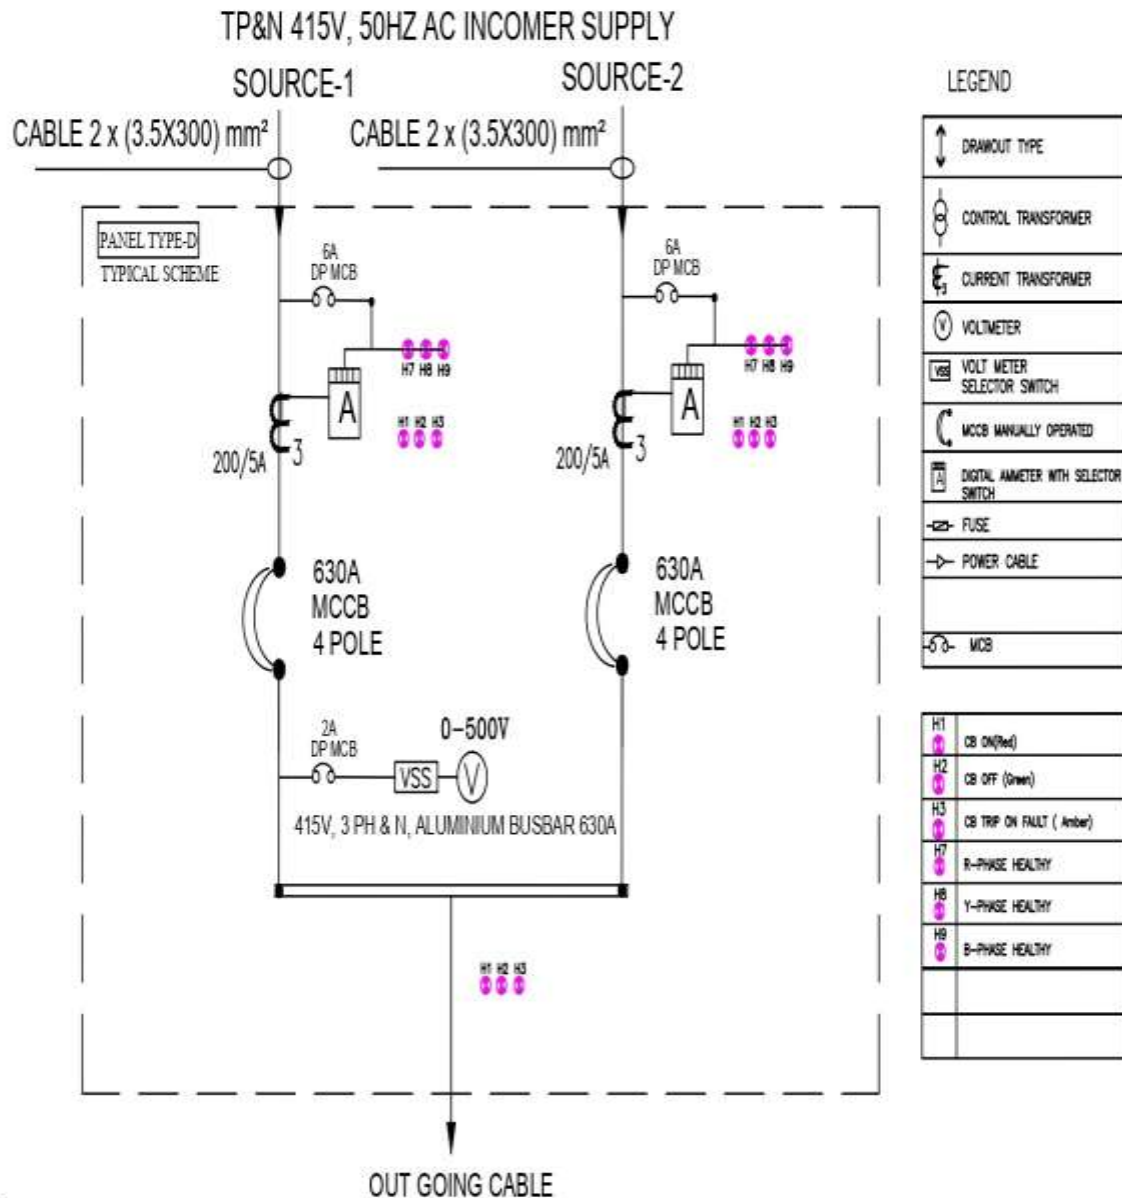 TP&N 415V, 50HZ AC INCOMER SUPPLY
SOURCE-1
SOURCE-2
CABLE 2 x (3.5X300) mm²
CABLE 2 x (3.5X300) mm²
PANEL TYPE-D
TYPICAL SCHEME
6A
DP MCB
H7 H8 H9
A
H1 H2 H3
200/5A
3
630A
MCCB
4 POLE
6A
DP MCB
H7 H8 H9
A
H1 H2 H3
200/5A
3
630A
MCCB
4 POLE
2A
DP MCB
VSS
0-500V
V
415V, 3 PH & N, ALUMINIUM BUSBAR 630A
H1 H2 H3
OUT GOING CABLE
LEGEND
DRAWOUT TYPE
CONTROL TRANSFORMER
3
CURRENT TRANSFORMER
V
VOLTMETER
VSS
VOLT METER
SELECTOR SWITCH
MCCB MANUALLY OPERATED
A
DIGITAL AMMETER WITH SELECTOR
SWITCH
FUSE
POWER CABLE
MCB
H1
CB ON(Red)
H2
CB OFF (Green)
H3
CB TRIP ON FAULT ( Amber)
H7
R-PHASE HEALTHY
H8
Y-PHASE HEALTHY
H9
B-PHASE HEALTHY